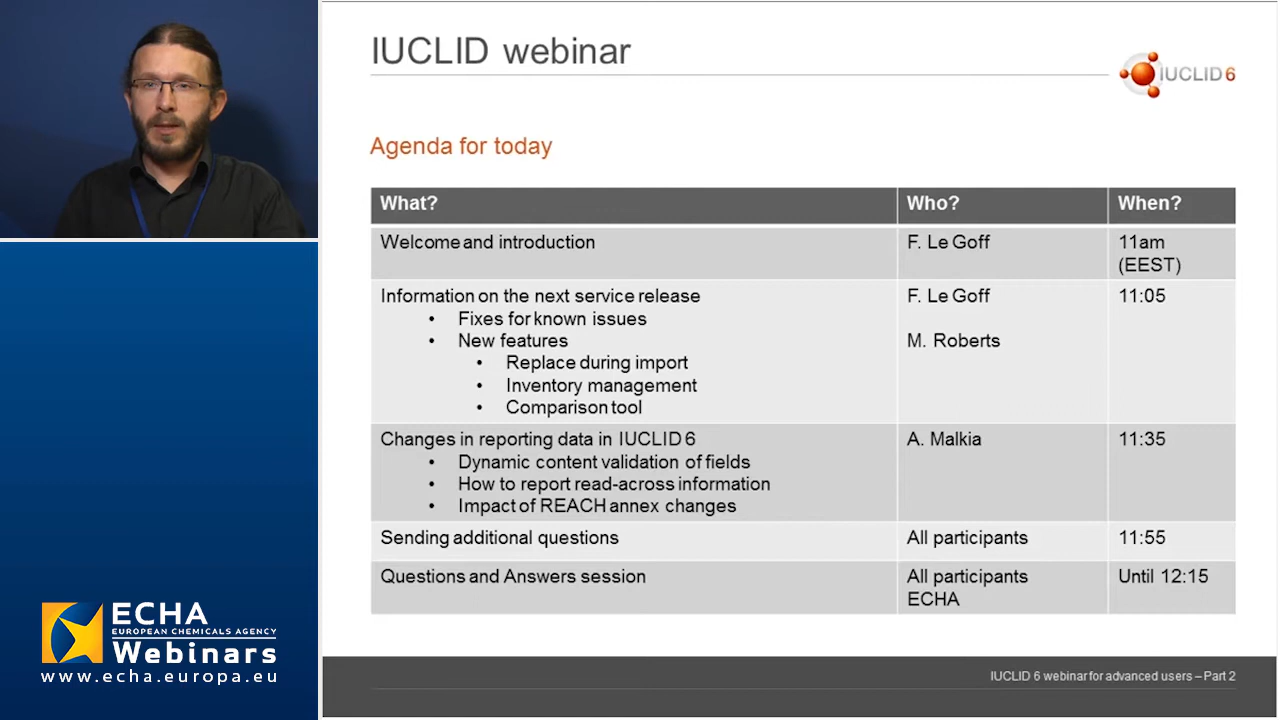 IUCLID webinar
IUCLID 6
Agenda for today
What? Who? When?
Welcome and introduction F. Le Goff 11am
(EEST)
Information on the next service release F. Le Goff 11:05
• Fixes for known issues
• New features M. Roberts
• Replace during import
• Inventory management
• Comparison tool
Changes in reporting data in IUCLID 6 A. Malkia 11:35
• Dynamic content validation of fields
• How to report read-across information
• Impact of REACH annex changes
Sending additional questions All participants 11:55
Questions and Answers session All participants Until 12:15
ECHA
ECHA
EUROPEAN CHEMICALS AGENCY
Webinars
www.echa.europa.eu
IUCLID 6 webinar for advanced users – Part 2